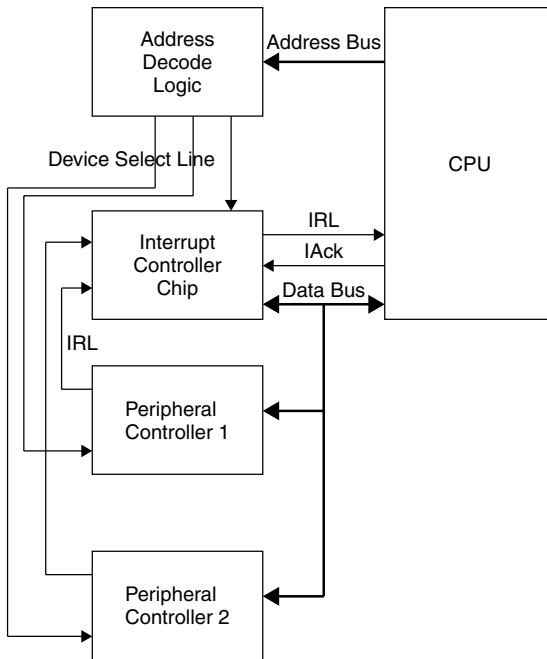 Address
Decode
Logic
Address Bus
CPU
Device Select Line
Interrupt
Controller
Chip
IRL
IAck
Data Bus
IRL
Peripheral
Controller 1
Peripheral
Controller 2